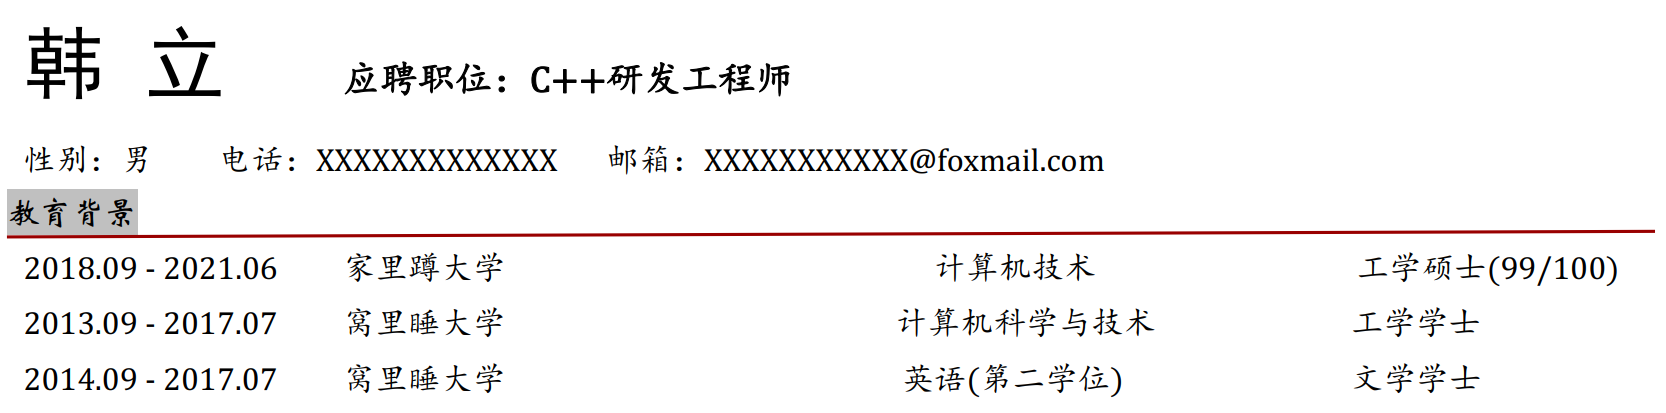 韩 立 应聘职位：C++研发工程师
性别：男 电话：XXXXXXXXXXXXX 邮箱：XXXXXXXXXXX@foxmail.com
教育背景
2018.09 - 2021.06 家里蹲大学 计算机技术 工学硕士(99/100)
2013.09 - 2017.07 窝里睡大学 计算机科学与技术 工学学士
2014.09 - 2017.07 窝里睡大学 英语(第二学位) 文学学士